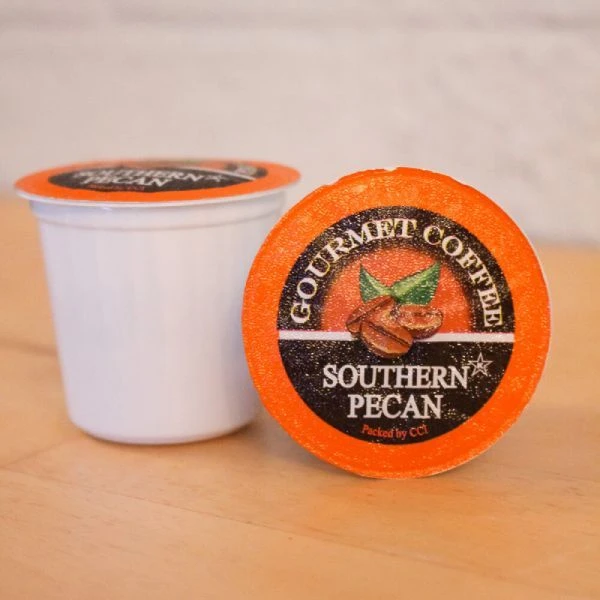 SOUTHERN
PECAN
GOURMET COFFEE
SOUTHERN
PECAN
Packed by CCI